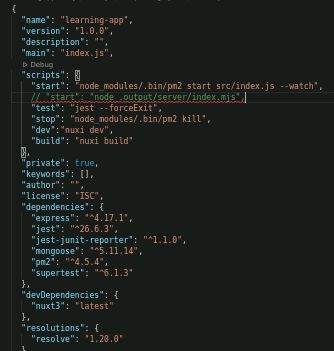 {
"name": "learning-app",
"version": "1.0.0",
"description": "",
"main": "index.js",
▷ Debug
"scripts": {
"start": "node_modules/.bin/pm2 start src/index.js --watch",
// "start": "node .output/server/index.mjs",
"test": "jest --forceExit",
"stop": "node_modules/.bin/pm2 kill",
"dev":"nuxi dev",
"build": "nuxi build"
},
"private": true,
"keywords": [],
"author": "",
"license": "ISC",
"dependencies": {
"express": "^4.17.1",
"jest": "^26.6.3",
"jest-junit-reporter": "^1.1.0",
"mongoose": "^5.11.14",
"pm2": "^4.5.4",
"supertest": "^6.1.3"
},
"devDependencies": {
"nuxt3": "latest"
},
"resolutions": {
"resolve": "1.20.0"